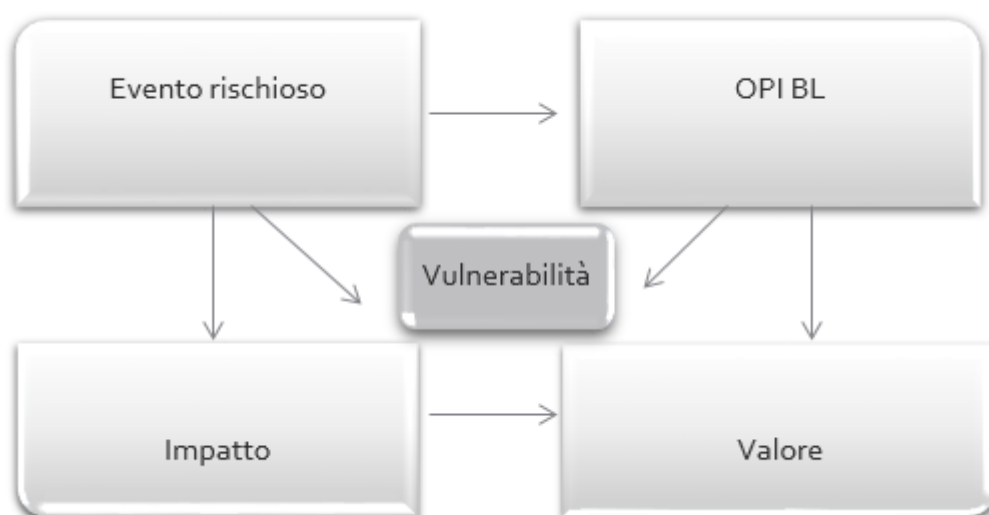 Evento rischioso
OPI BL
Vulnerabilità
Impatto
Valore